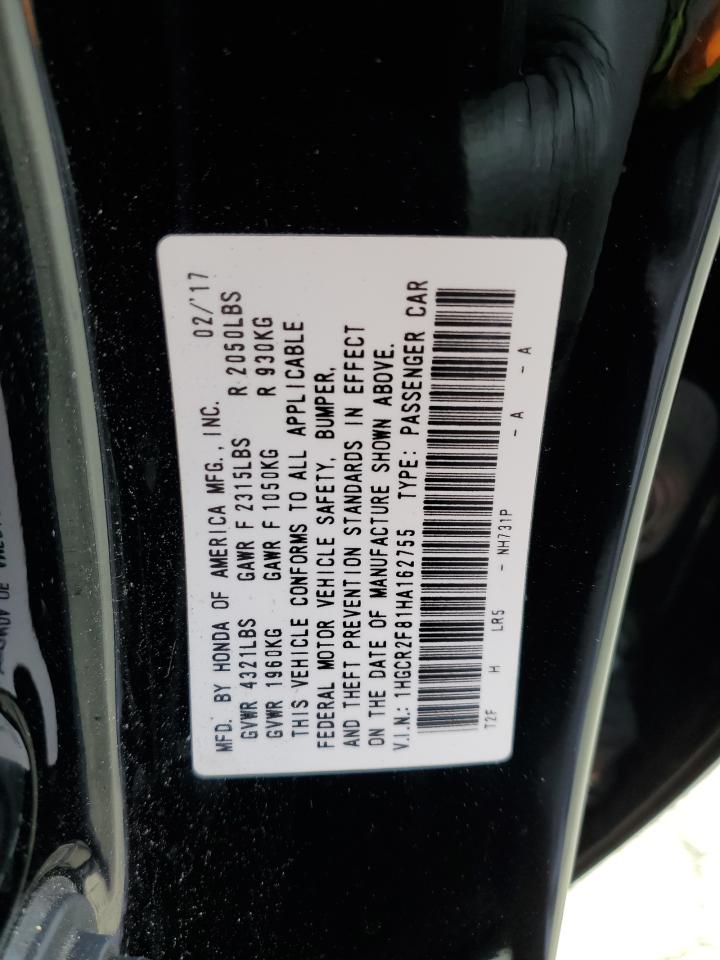 MFD. BY HONDA OF AMERICA MFG., INC. 02/'17
GVWR 4321LBS GAWR F 2315LBS R 2050LBS
GVWR 1960KG GAWR F 1050KG R 930KG
THIS VEHICLE CONFORMS TO ALL APPLICABLE
FEDERAL MOTOR VEHICLE SAFETY, BUMPER,
AND THEFT PREVENTION STANDARDS IN EFFECT
ON THE DATE OF MANUFACTURE SHOWN ABOVE.
V.I.N.: 1HGCR2F81HA162755 TYPE: PASSENGER CAR
T2F H LR5 - NH731P - A - A